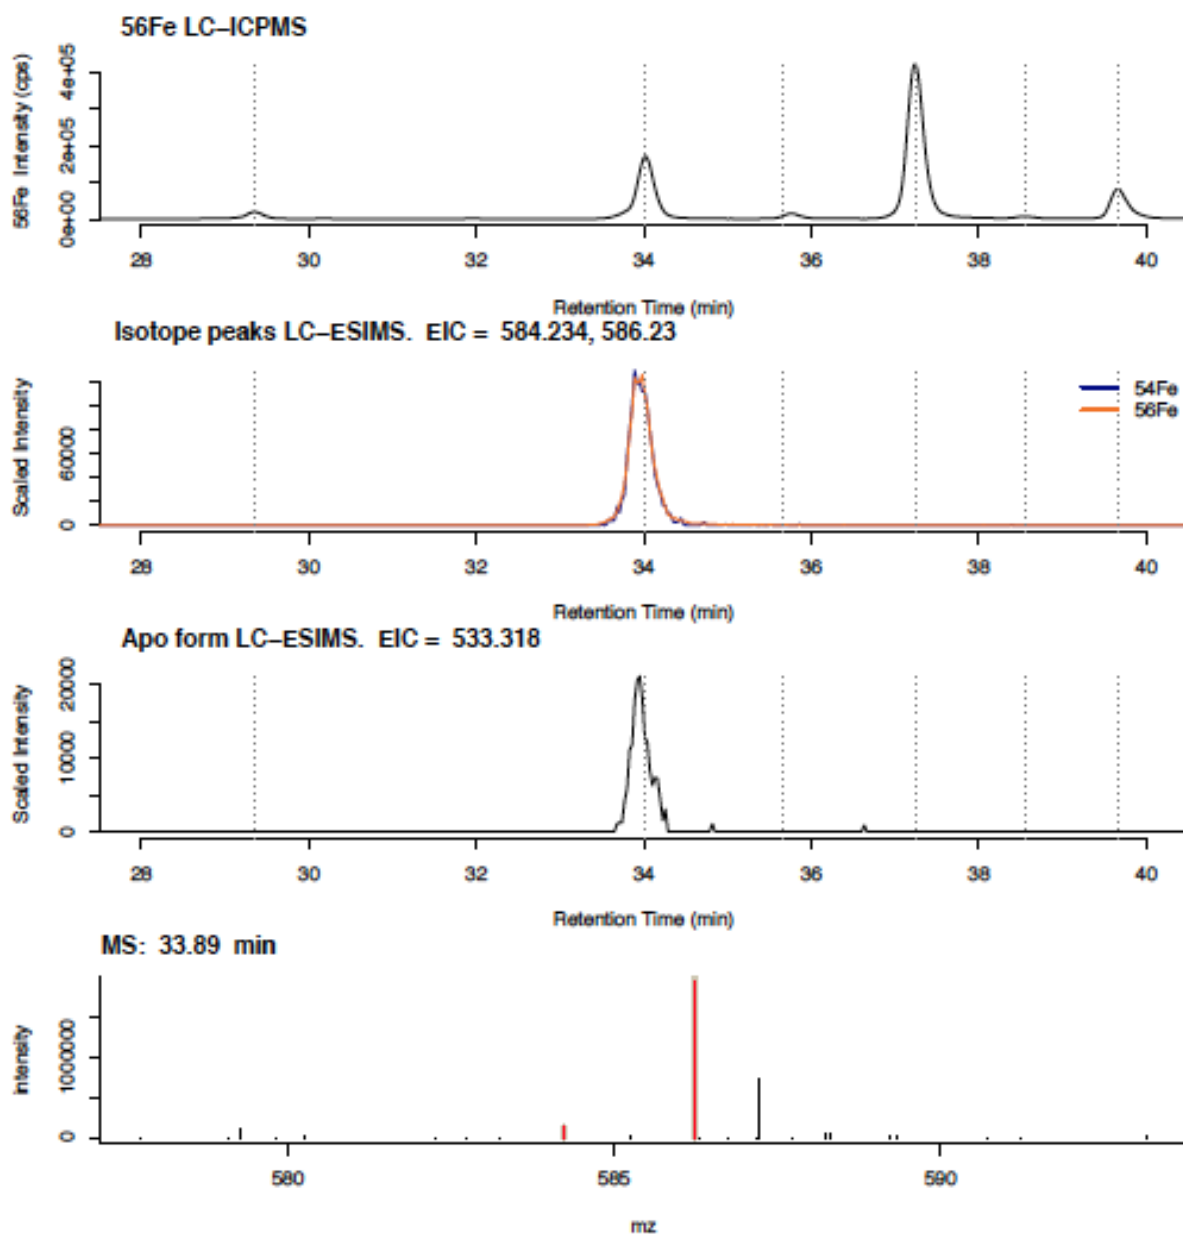 56Fe LC–ICPMS
56Fe Intensity (cps)
0e+00 2e+05 4e+05
28 30 32 34 36 38 40
Retention Time (min)
Isotope peaks LC–ESIMS. EIC = 584.234, 586.23
Scaled Intensity
0 60000
54Fe
56Fe
28 30 32 34 36 38 40
Retention Time (min)
Apo form LC–ESIMS. EIC = 533.318
Scaled Intensity
0 10000 20000
28 30 32 34 36 38 40
Retention Time (min)
MS: 33.89 min
intensity
0 1000000
580 585 590
mz